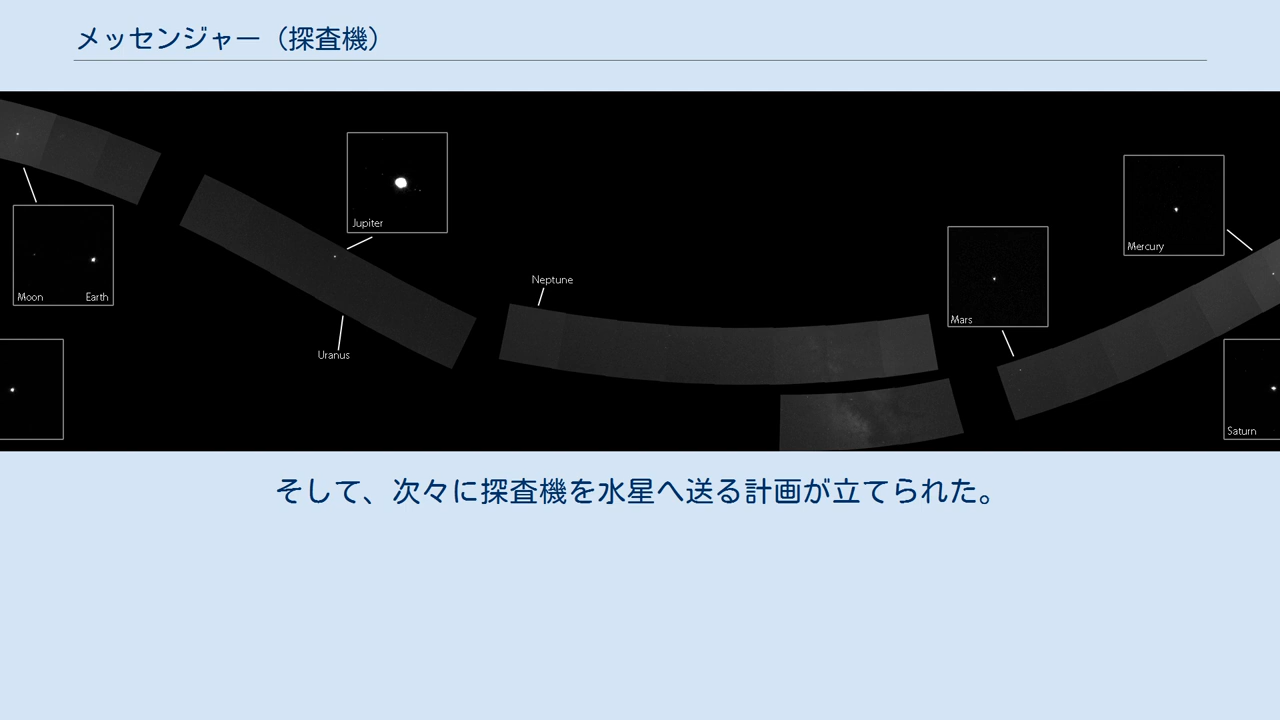 メッセンジャー（探査機）
Jupiter
Mercury
Moon Earth
Neptune
Mars
Uranus
Saturn
そして、次々に探査機を水星へ送る計画が立てられた。